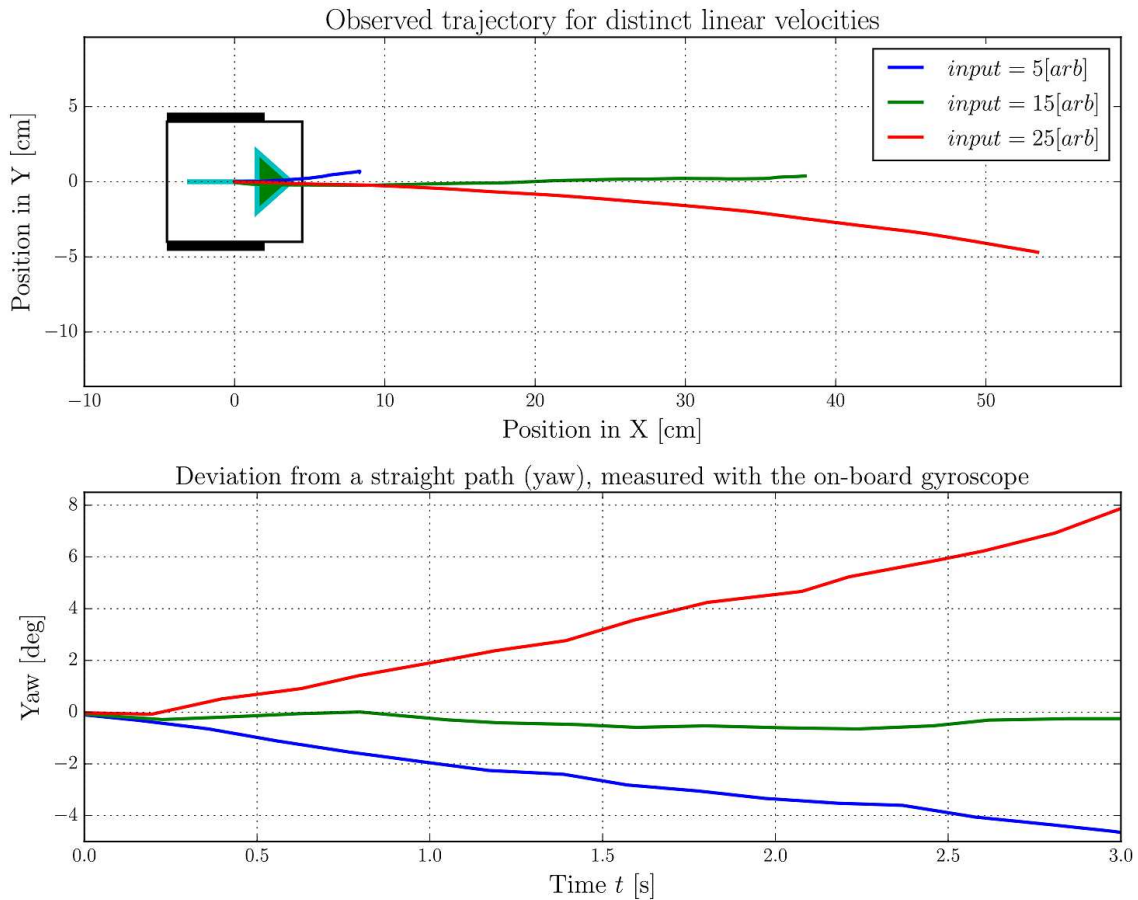 Observed trajectory for distinct linear velocities
input = 5[arb]
input = 15[arb]
input = 25[arb]
Position in Y [cm]
5
0
−5
−10
−10 0 10 20 30 40 50
Position in X [cm]
Deviation from a straight path (yaw), measured with the on-board gyroscope
Yaw [deg]
8
6
4
2
0
−2
−4
0.0 0.5 1.0 1.5 2.0 2.5 3.0
Time t [s]